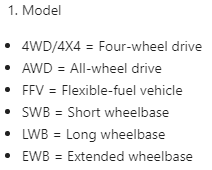 1. Model
• 4WD/4X4 = Four-wheel drive
• AWD = All-wheel drive
• FFV = Flexible-fuel vehicle
• SWB = Short wheelbase
• LWB = Long wheelbase
• EWB = Extended wheelbase